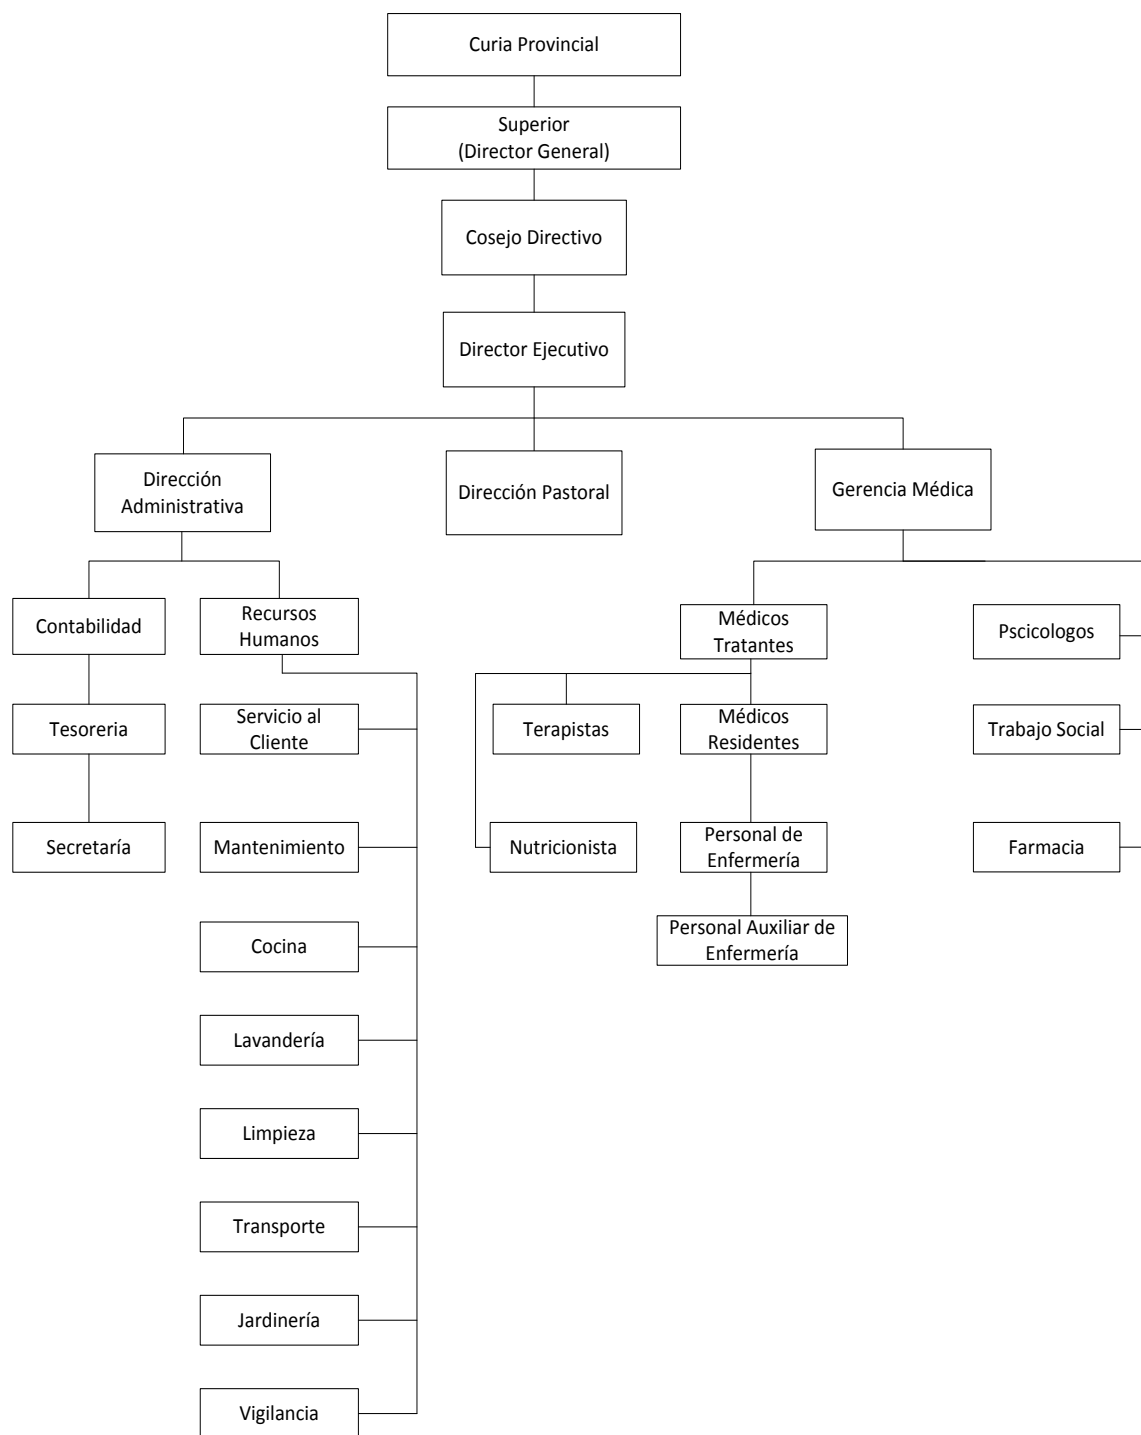 Curia Provincial
Superior
(Director General)
Cosejo Directivo
Director Ejecutivo
Dirección
Administrativa
Dirección Pastoral
Gerencia Médica
Contabilidad
Recursos
Humanos
Médicos
Tratantes
Pscicologos
Tesoreria
Servicio al
Cliente
Terapistas
Médicos
Residentes
Trabajo Social
Secretaría
Mantenimiento
Nutricionista
Personal de
Enfermería
Farmacia
Cocina
Personal Auxiliar de
Enfermería
Lavandería
Limpieza
Transporte
Jardinería
Vigilancia